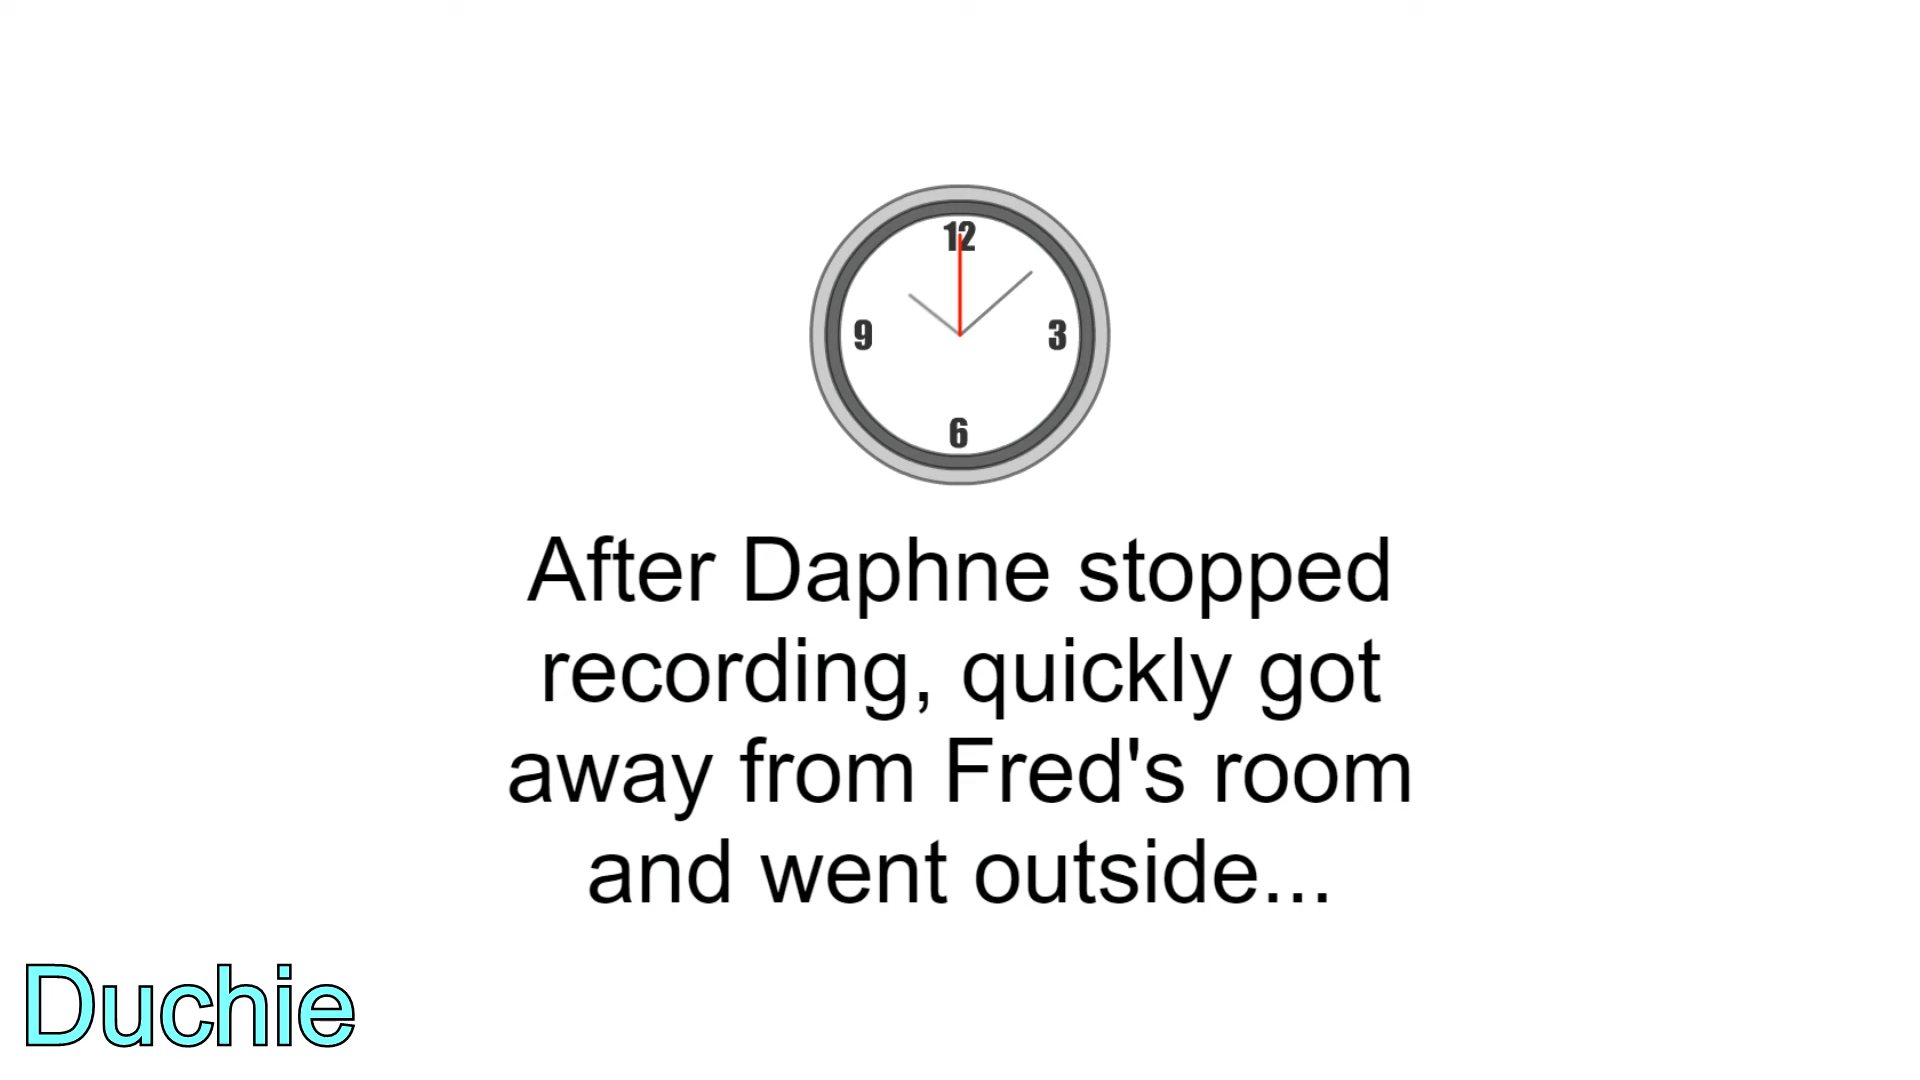 12
9
3
6
After Daphne stopped
recording, quickly got
away from Fred's room
and went outside...
Duchie